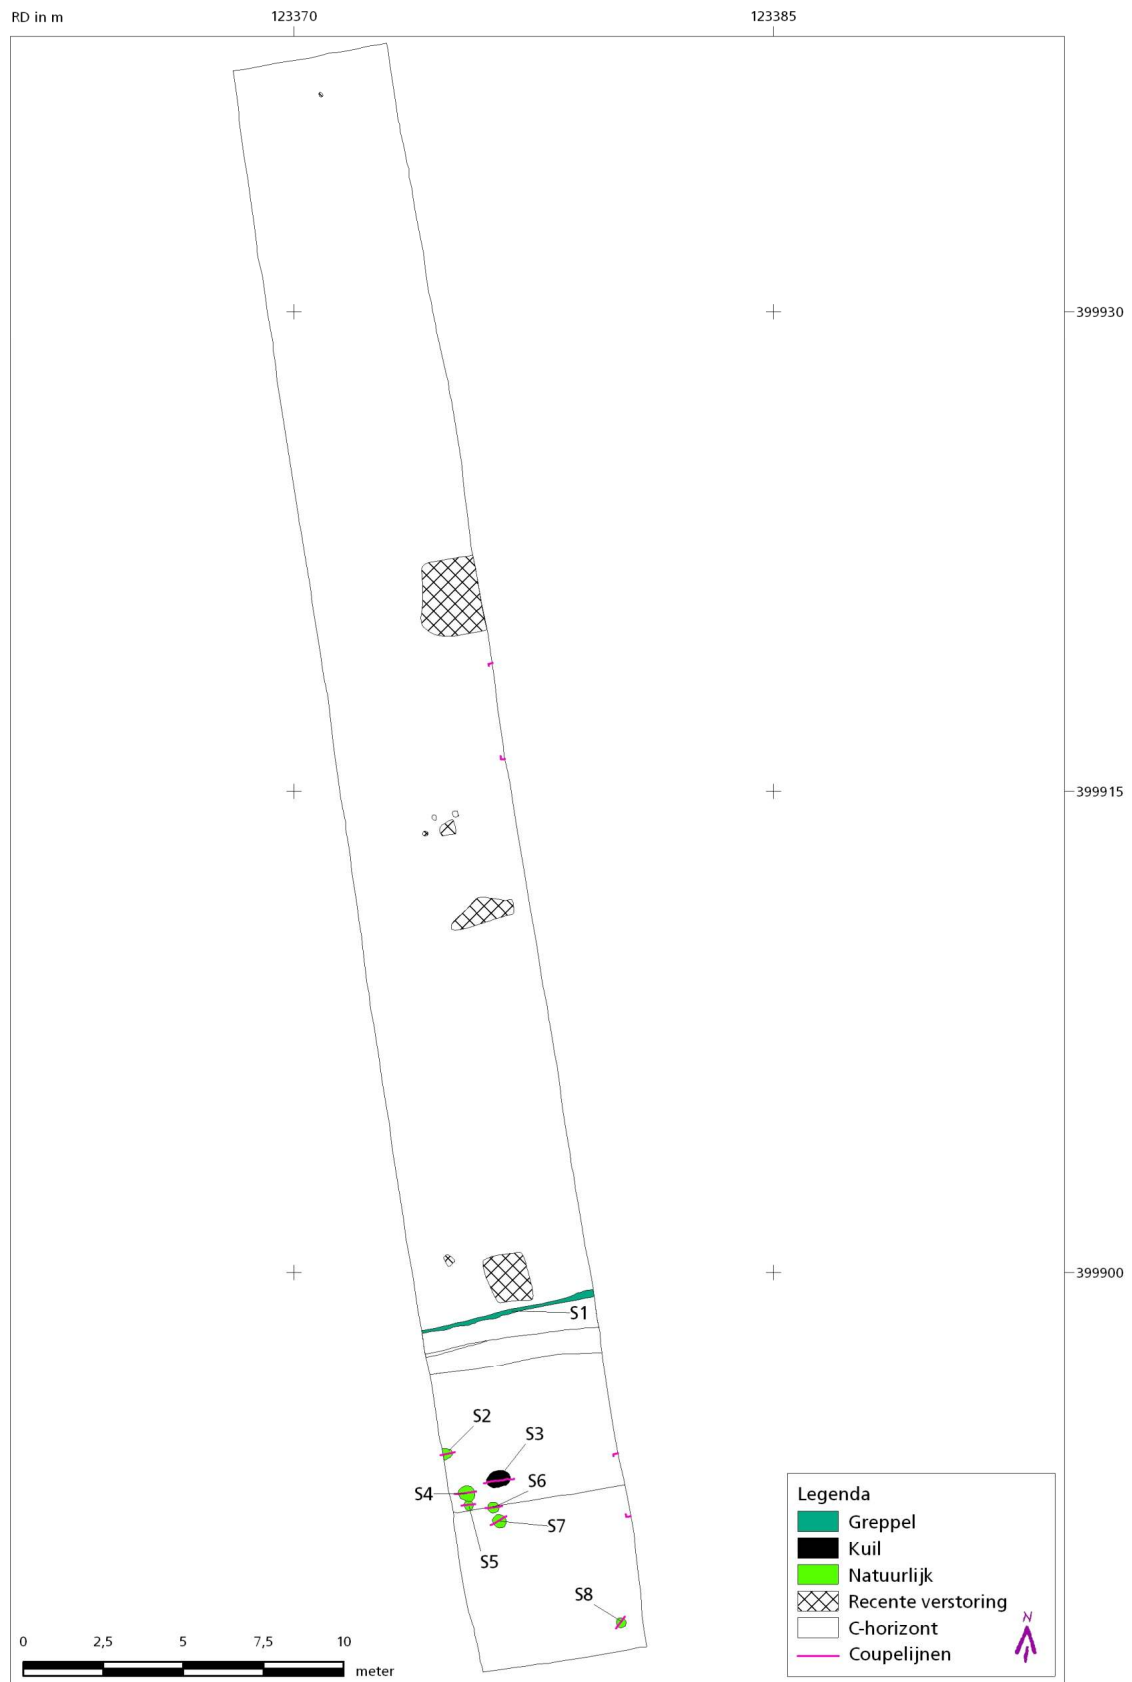 RD in m
123370
123385
399930
399915
399900
S1
S2
S3
S4
S6
S7
S5
S8
Legenda
Greppel
Kuil
Natuurlijk
Recente verstoring
C-horizont
Coupelijnen
N
0 2,5 5 7,5 10
meter